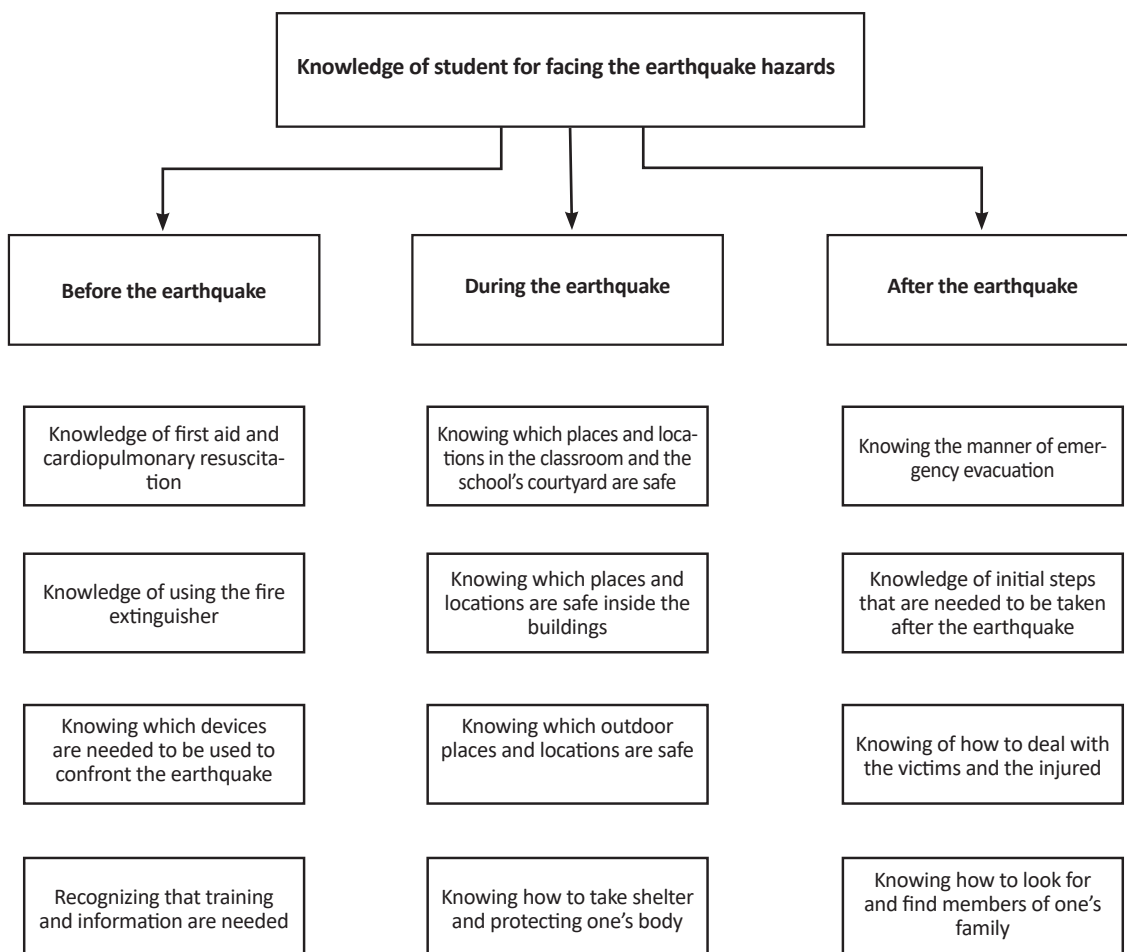 Knowledge of student for facing the earthquake hazards
Before the earthquake
During the earthquake
After the earthquake
Knowledge of first aid and
cardiopulmonary resuscita-
tion
Knowing which places and loca-
tions in the classroom and the
school’s courtyard are safe
Knowing the manner of emer-
gency evacuation
Knowledge of using the fire
extinguisher
Knowing which places and
locations are safe inside the
buildings
Knowledge of initial steps
that are needed to be taken
after the earthquake
Knowing which devices
are needed to be used to
confront the earthquake
Knowing which outdoor
places and locations are safe
Knowing of how to deal with
the victims and the injured
Recognizing that training
and information are needed
Knowing how to take shelter
and protecting one’s body
Knowing how to look for
and find members of one’s
family